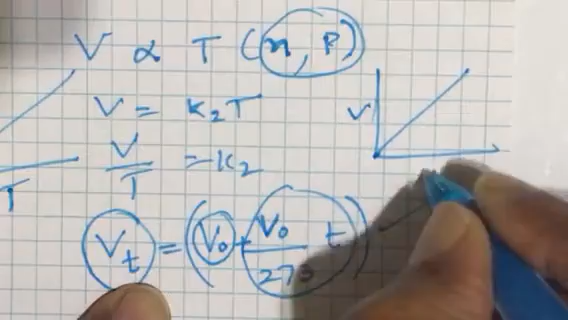 V ∝ T (n, P)
V = K₂T
V
V/T = K₂
T
Vₜ = (V₀ + V₀/273 t)